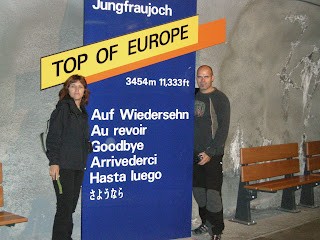 Jungfraujoch
TOP OF EUROPE
3454m 11,333ft
Auf Wiedersehn
Au revoir
Goodbye
Arrivederci
Hasta luego
さようなら